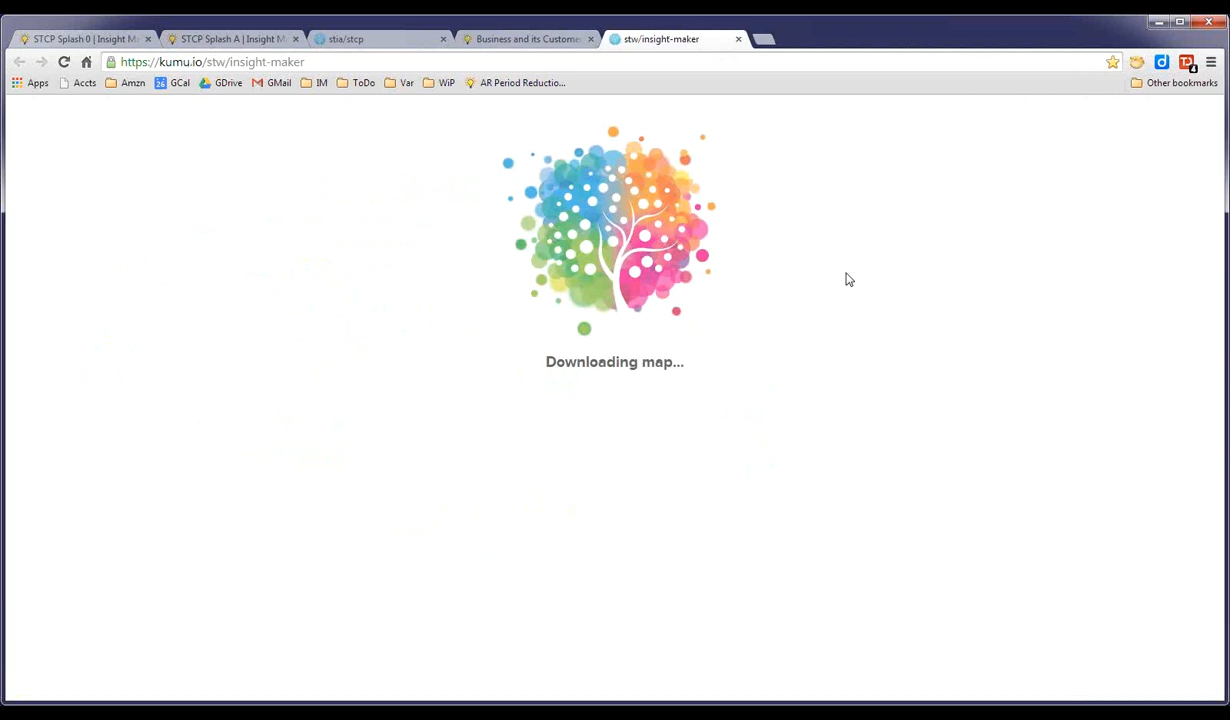 STCP Splash 0 | Insight M
STCP Splash A | Insight M
stia/stcp
Business and its Custome
stw/insight-maker
https://kumu.io/stw/insight-maker
Apps Accts Amzn 26 GCal GDrive GMail IM ToDo Var WiP AR Period Reductio... Other bookmarks
Downloading map...